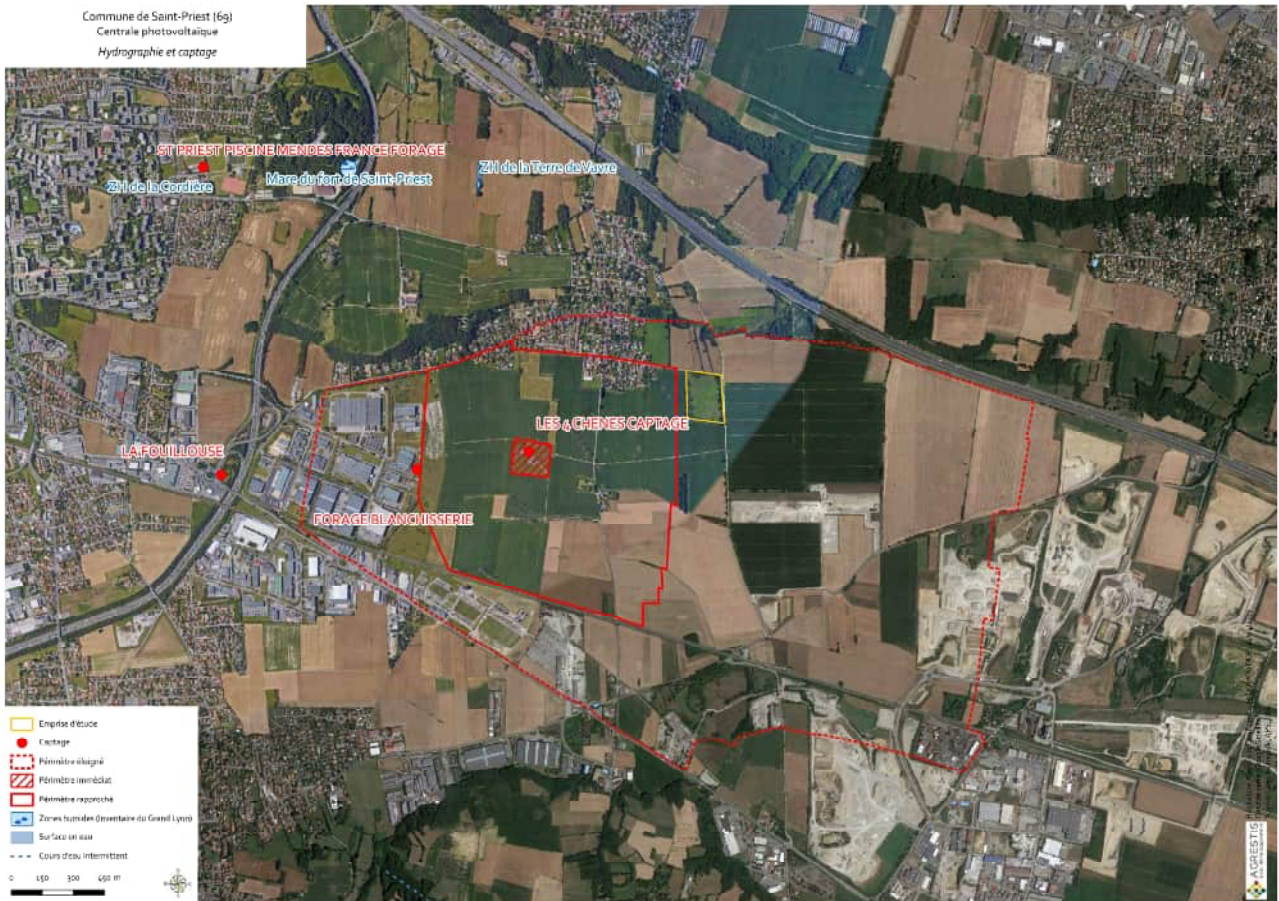 Commune de Saint-Priest (69)
Centrale photovoltaïque
Hydrographie et captage
ST PRIEST PISCINE MENDES FRANCE FORAGE
ZH de la Cordière
Mare du fort de Saint-Priest
ZH de la Terre de Vavre
LES 4 CHENES CAPTAGE
LA FOUILLOUSE
FORAGE BLANCHISSERIE
Emprise d'étude
Captage
Périmètre éloigné
Périmètre immédiat
Périmètre rapproché
Zones humides (Inventaire du Grand Lyon)
Surface en eau
Cours d'eau intermittent
0 150 300 450 m
AGRESTIS